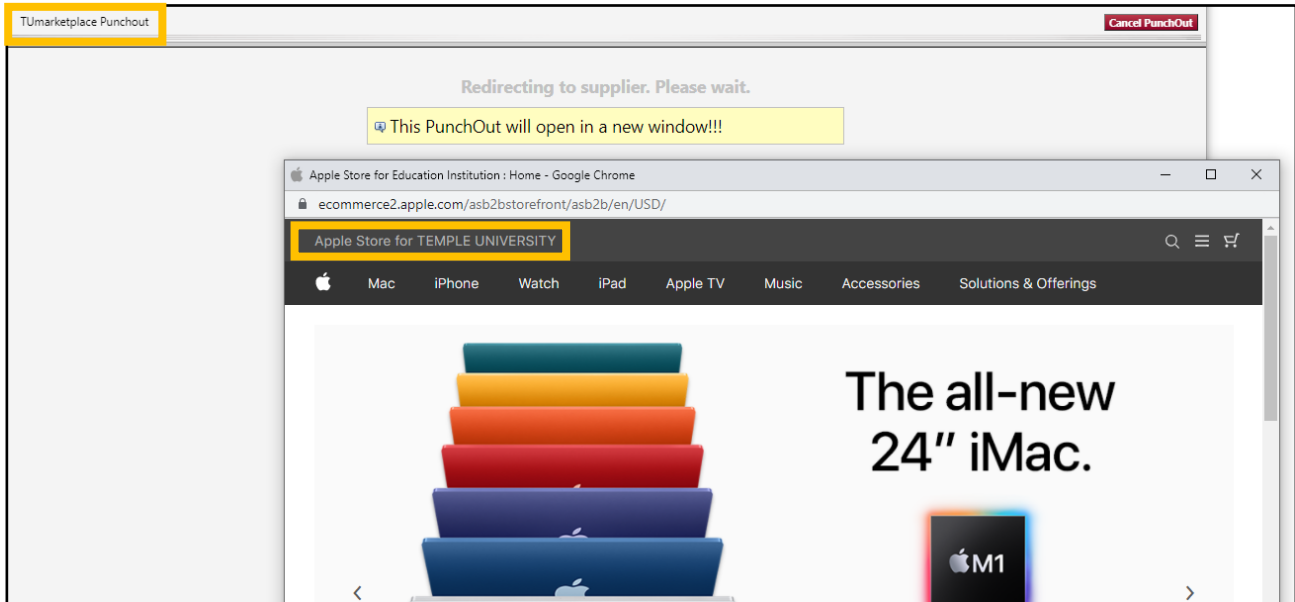 TUmarketplace Punchout
Cancel PunchOut
Redirecting to supplier. Please wait.
This PunchOut will open in a new window!!!
Apple Store for Education Institution : Home - Google Chrome
ecommerce2.apple.com/asb2bstorefront/asb2b/en/USD/
Apple Store for TEMPLE UNIVERSITY
Mac iPhone Watch iPad Apple TV Music Accessories Solutions & Offerings
The all-new
24″ iMac.
M1